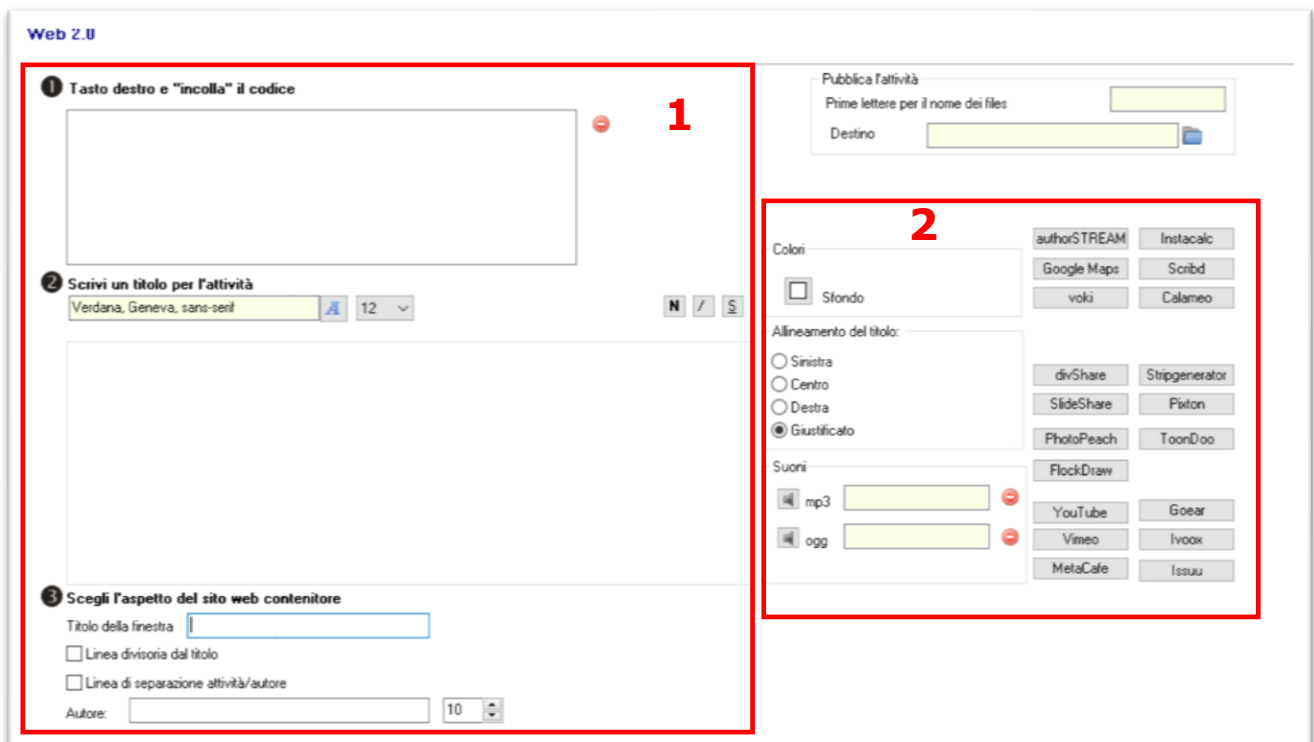 Web 2.0
❶ Tasto destro e "incolla" il codice
1
❷ Scrivi un titolo per l'attività
Verdana, Geneva, sans-serif A 12 N / S
❸ Scegli l'aspetto del sito web contenitore
Titolo della finestra
Linea divisoria dal titolo
Linea di separazione attività/autore
Autore: 10
Pubblica l'attività
Prime lettere per il nome dei files
Destino
2
Colori
Sfondo
Allineamento del titolo:
Sinistra
Centro
Destra
Giustificato
Suoni
mp3
ogg
authorSTREAM Instacalc
Google Maps Scribd
voki Calameo
divShare Stripgenerator
SlideShare Pixton
PhotoPeach ToonDoo
FlockDraw
YouTube Goear
Vimeo Ivoox
MetaCafe Issuu